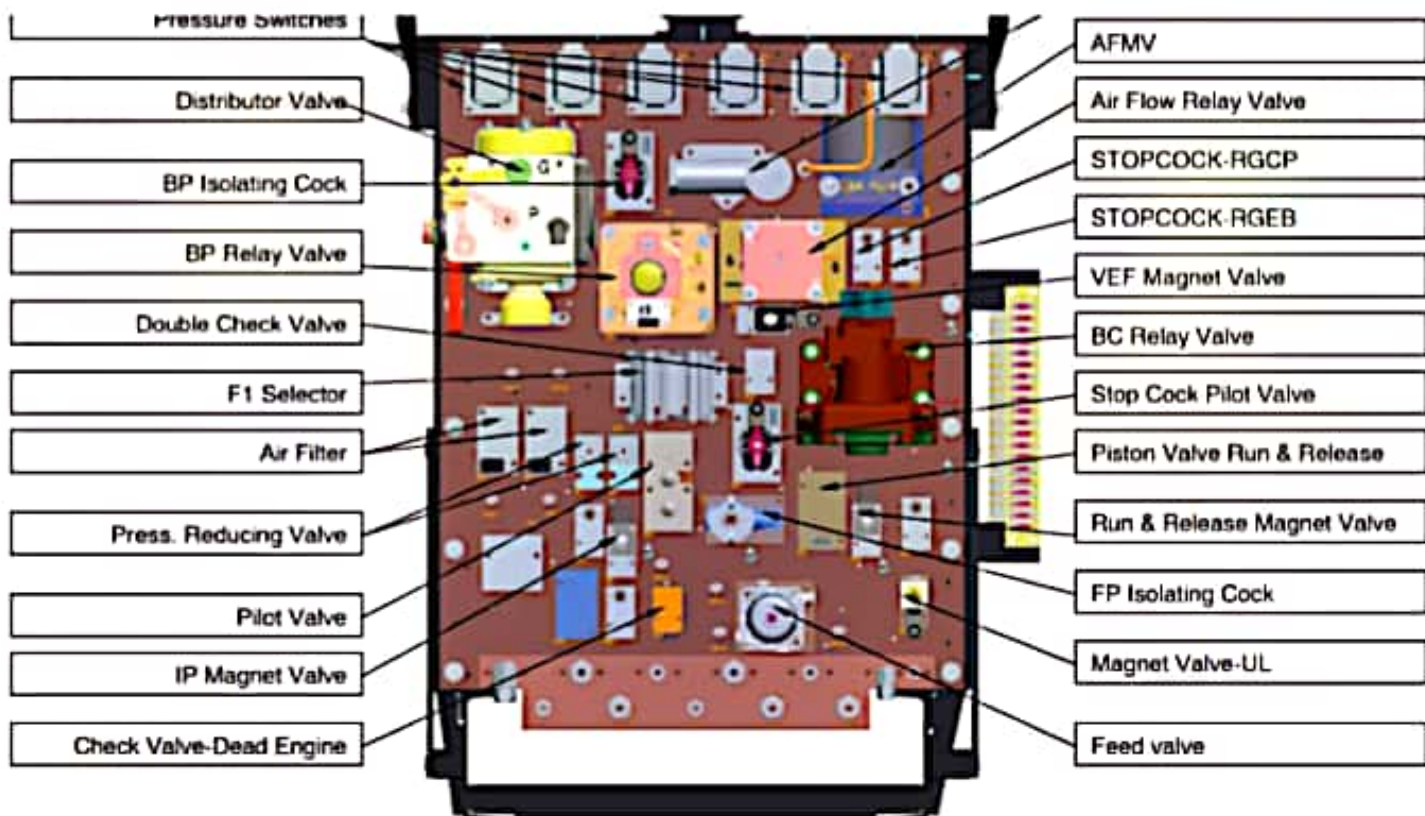 Pressure Switches
Distributor Valve
BP Isolating Cock
BP Relay Valve
Double Check Valve
F1 Selector
Air Filter
Press. Reducing Valve
Pilot Valve
IP Magnet Valve
Check Valve-Dead Engine
G
P
AFMV
Air Flow Relay Valve
STOPCOCK-RGCP
STOPCOCK-RGEB
VEF Magnet Valve
BC Relay Valve
Stop Cock Pilot Valve
Piston Valve Run & Release
Run & Release Magnet Valve
FP Isolating Cock
Magnet Valve-UL
Feed valve